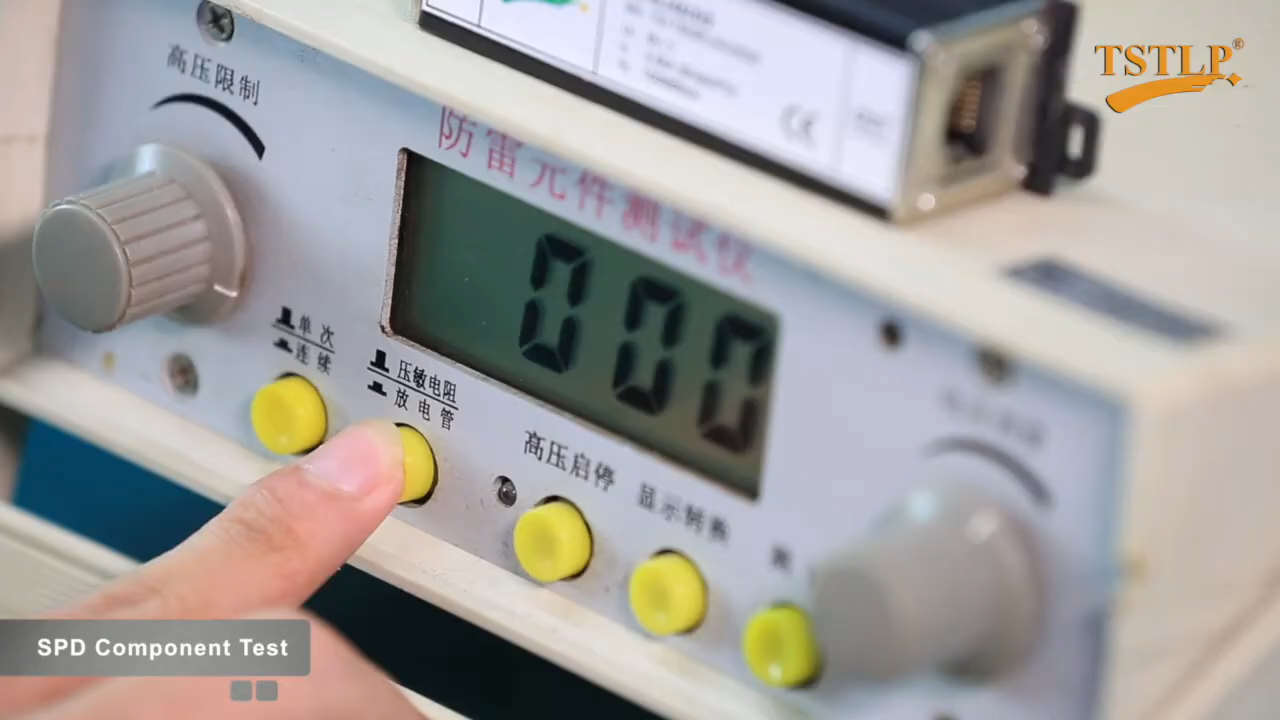 TSTLP®
高压限制
防雷元件测试仪
000
单次
连续
压敏电阻
放电管
高压启停
显示转换
CE
SPD Component Test